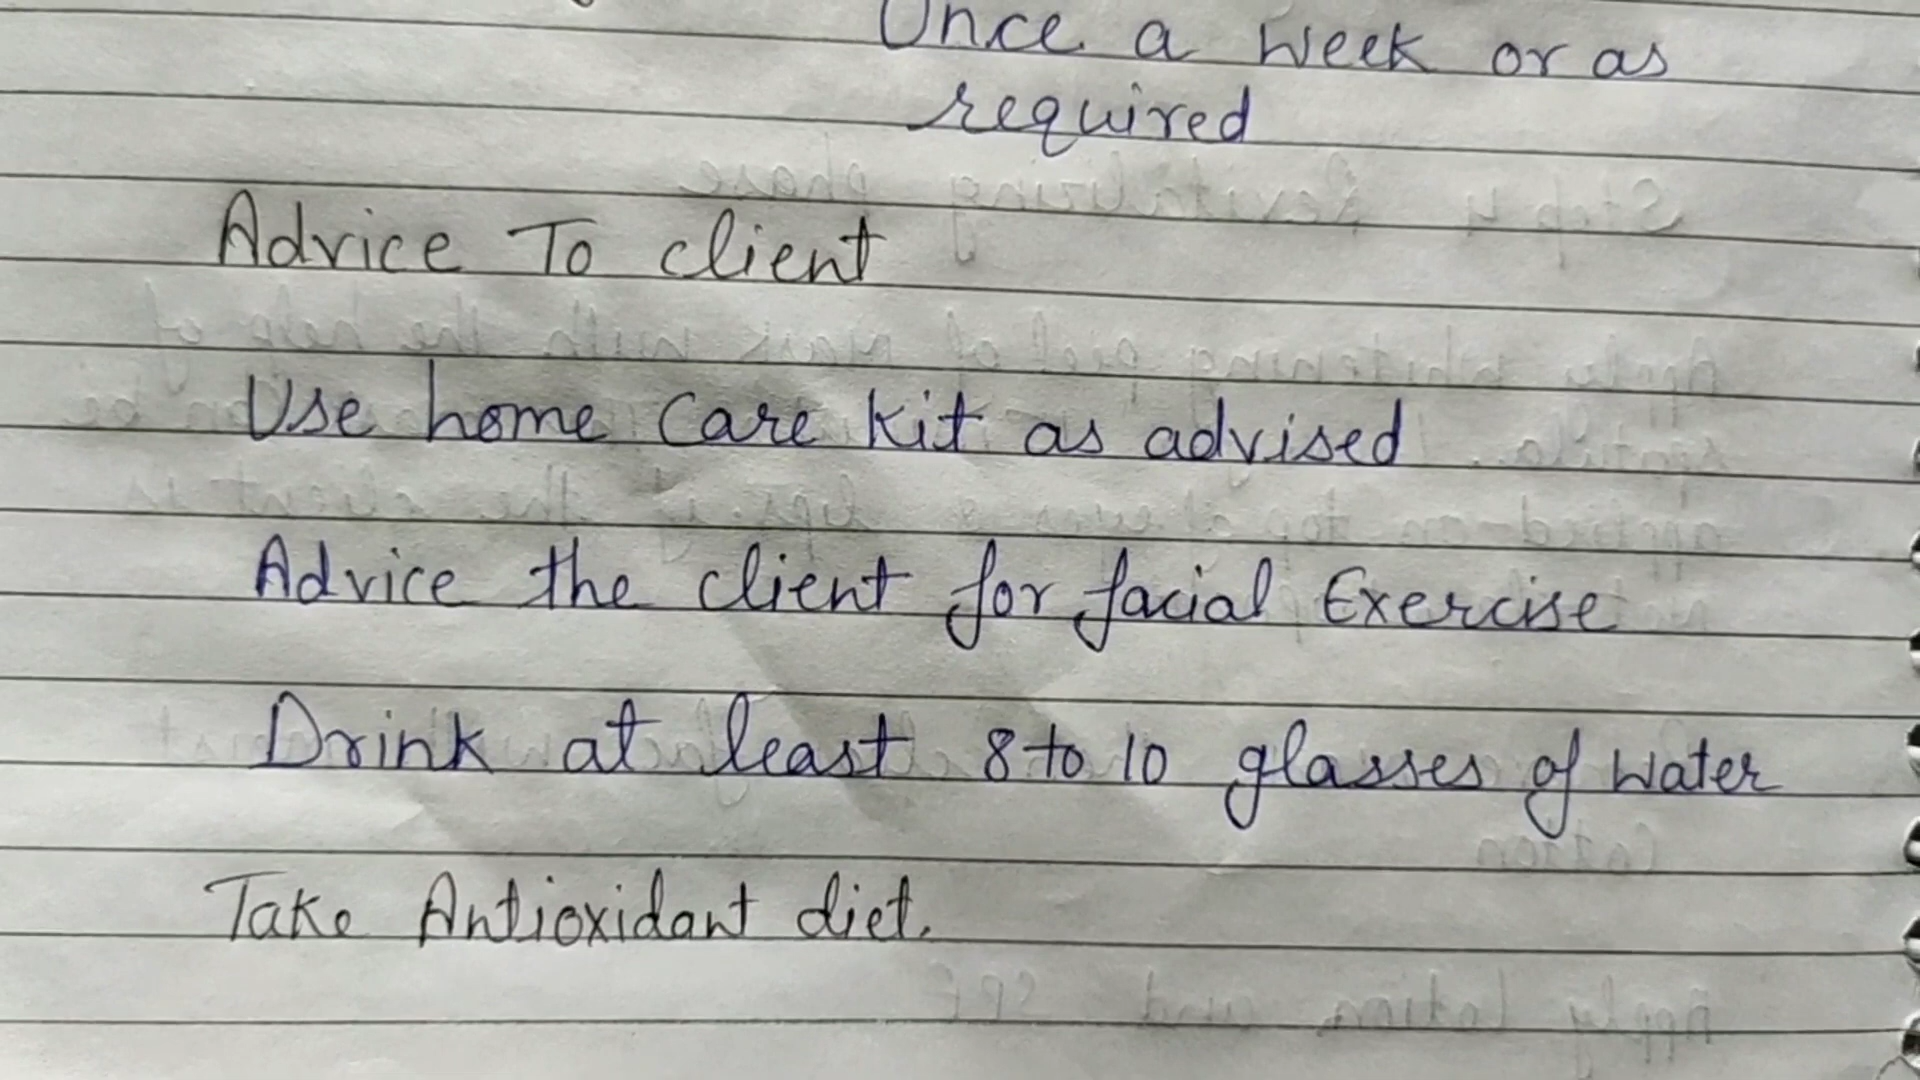 Once a week or as
required
Advice To client
Use home care kit as advised
Advice the client for facial Exercise
Drink at least 8 to 10 glasses of water
Take Antioxidant diet.